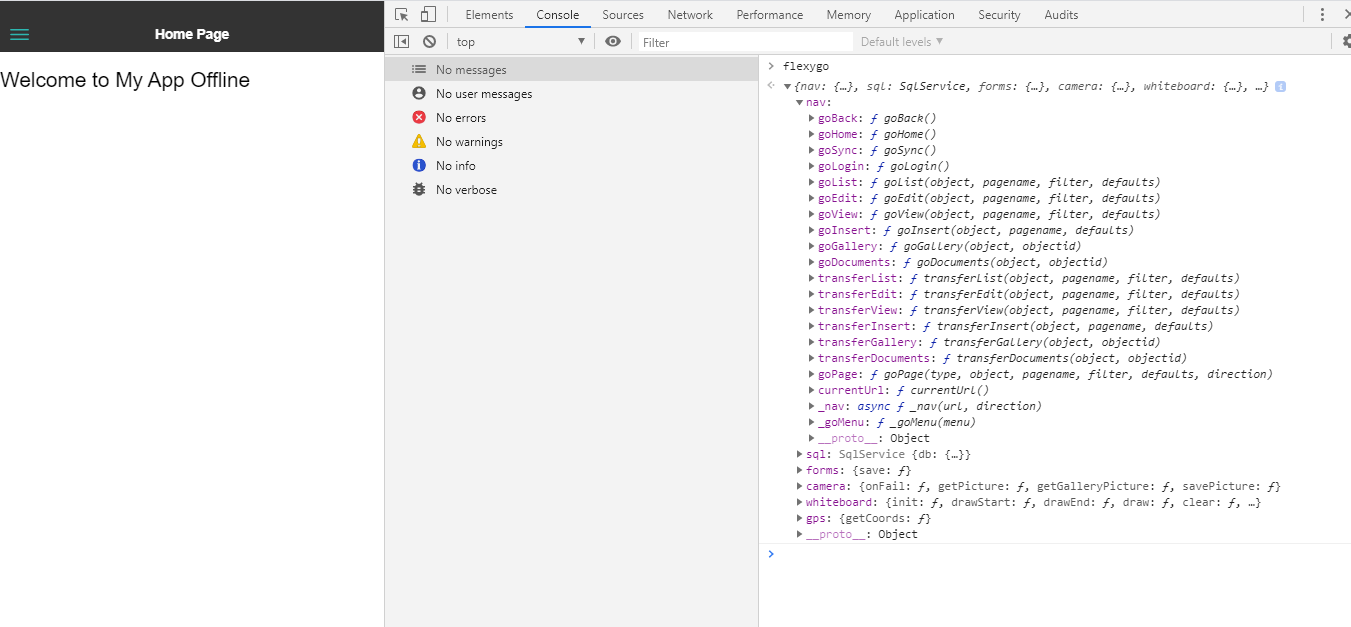 Home Page
Welcome to My App Offline
Elements Console Sources Network Performance Memory Application Security Audits
top Filter Default levels
No messages
No user messages
No errors
No warnings
No info
No verbose
flexygo
{nav: {…}, sql: SqlService, forms: {…}, camera: {…}, whiteboard: {…}, …}
nav:
goBack: ƒ goBack()
goHome: ƒ goHome()
goSync: ƒ goSync()
goLogin: ƒ goLogin()
goList: ƒ goList(object, pagename, filter, defaults)
goEdit: ƒ goEdit(object, pagename, filter, defaults)
goView: ƒ goView(object, pagename, filter, defaults)
goInsert: ƒ goInsert(object, pagename, defaults)
goGallery: ƒ goGallery(object, objectid)
goDocuments: ƒ goDocuments(object, objectid)
transferList: ƒ transferList(object, pagename, filter, defaults)
transferEdit: ƒ transferEdit(object, pagename, filter, defaults)
transferView: ƒ transferView(object, pagename, filter, defaults)
transferInsert: ƒ transferInsert(object, pagename, defaults)
transferGallery: ƒ transferGallery(object, objectid)
transferDocuments: ƒ transferDocuments(object, objectid)
goPage: ƒ goPage(type, object, pagename, filter, defaults, direction)
currentUrl: ƒ currentUrl()
_nav: async ƒ _nav(url, direction)
_goMenu: ƒ _goMenu(menu)
__proto__: Object
sql: SqlService {db: {…}}
forms: {save: ƒ}
camera: {onFail: ƒ, getPicture: ƒ, getGalleryPicture: ƒ, savePicture: ƒ}
whiteboard: {init: ƒ, drawStart: ƒ, drawEnd: ƒ, draw: ƒ, clear: ƒ, …}
gps: {getCoords: ƒ}
__proto__: Object